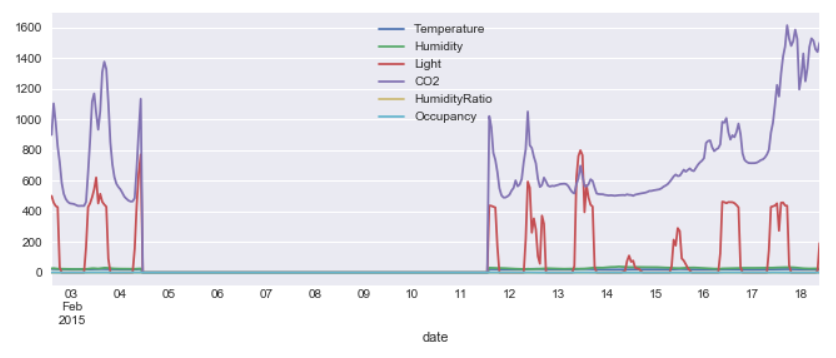 1600
1400
1200
1000
800
600
400
200
0
Temperature
Humidity
Light
CO2
HumidityRatio
Occupancy
03 04 05 06 07 08 09 10 11 12 13 14 15 16 17 18
Feb
2015
date